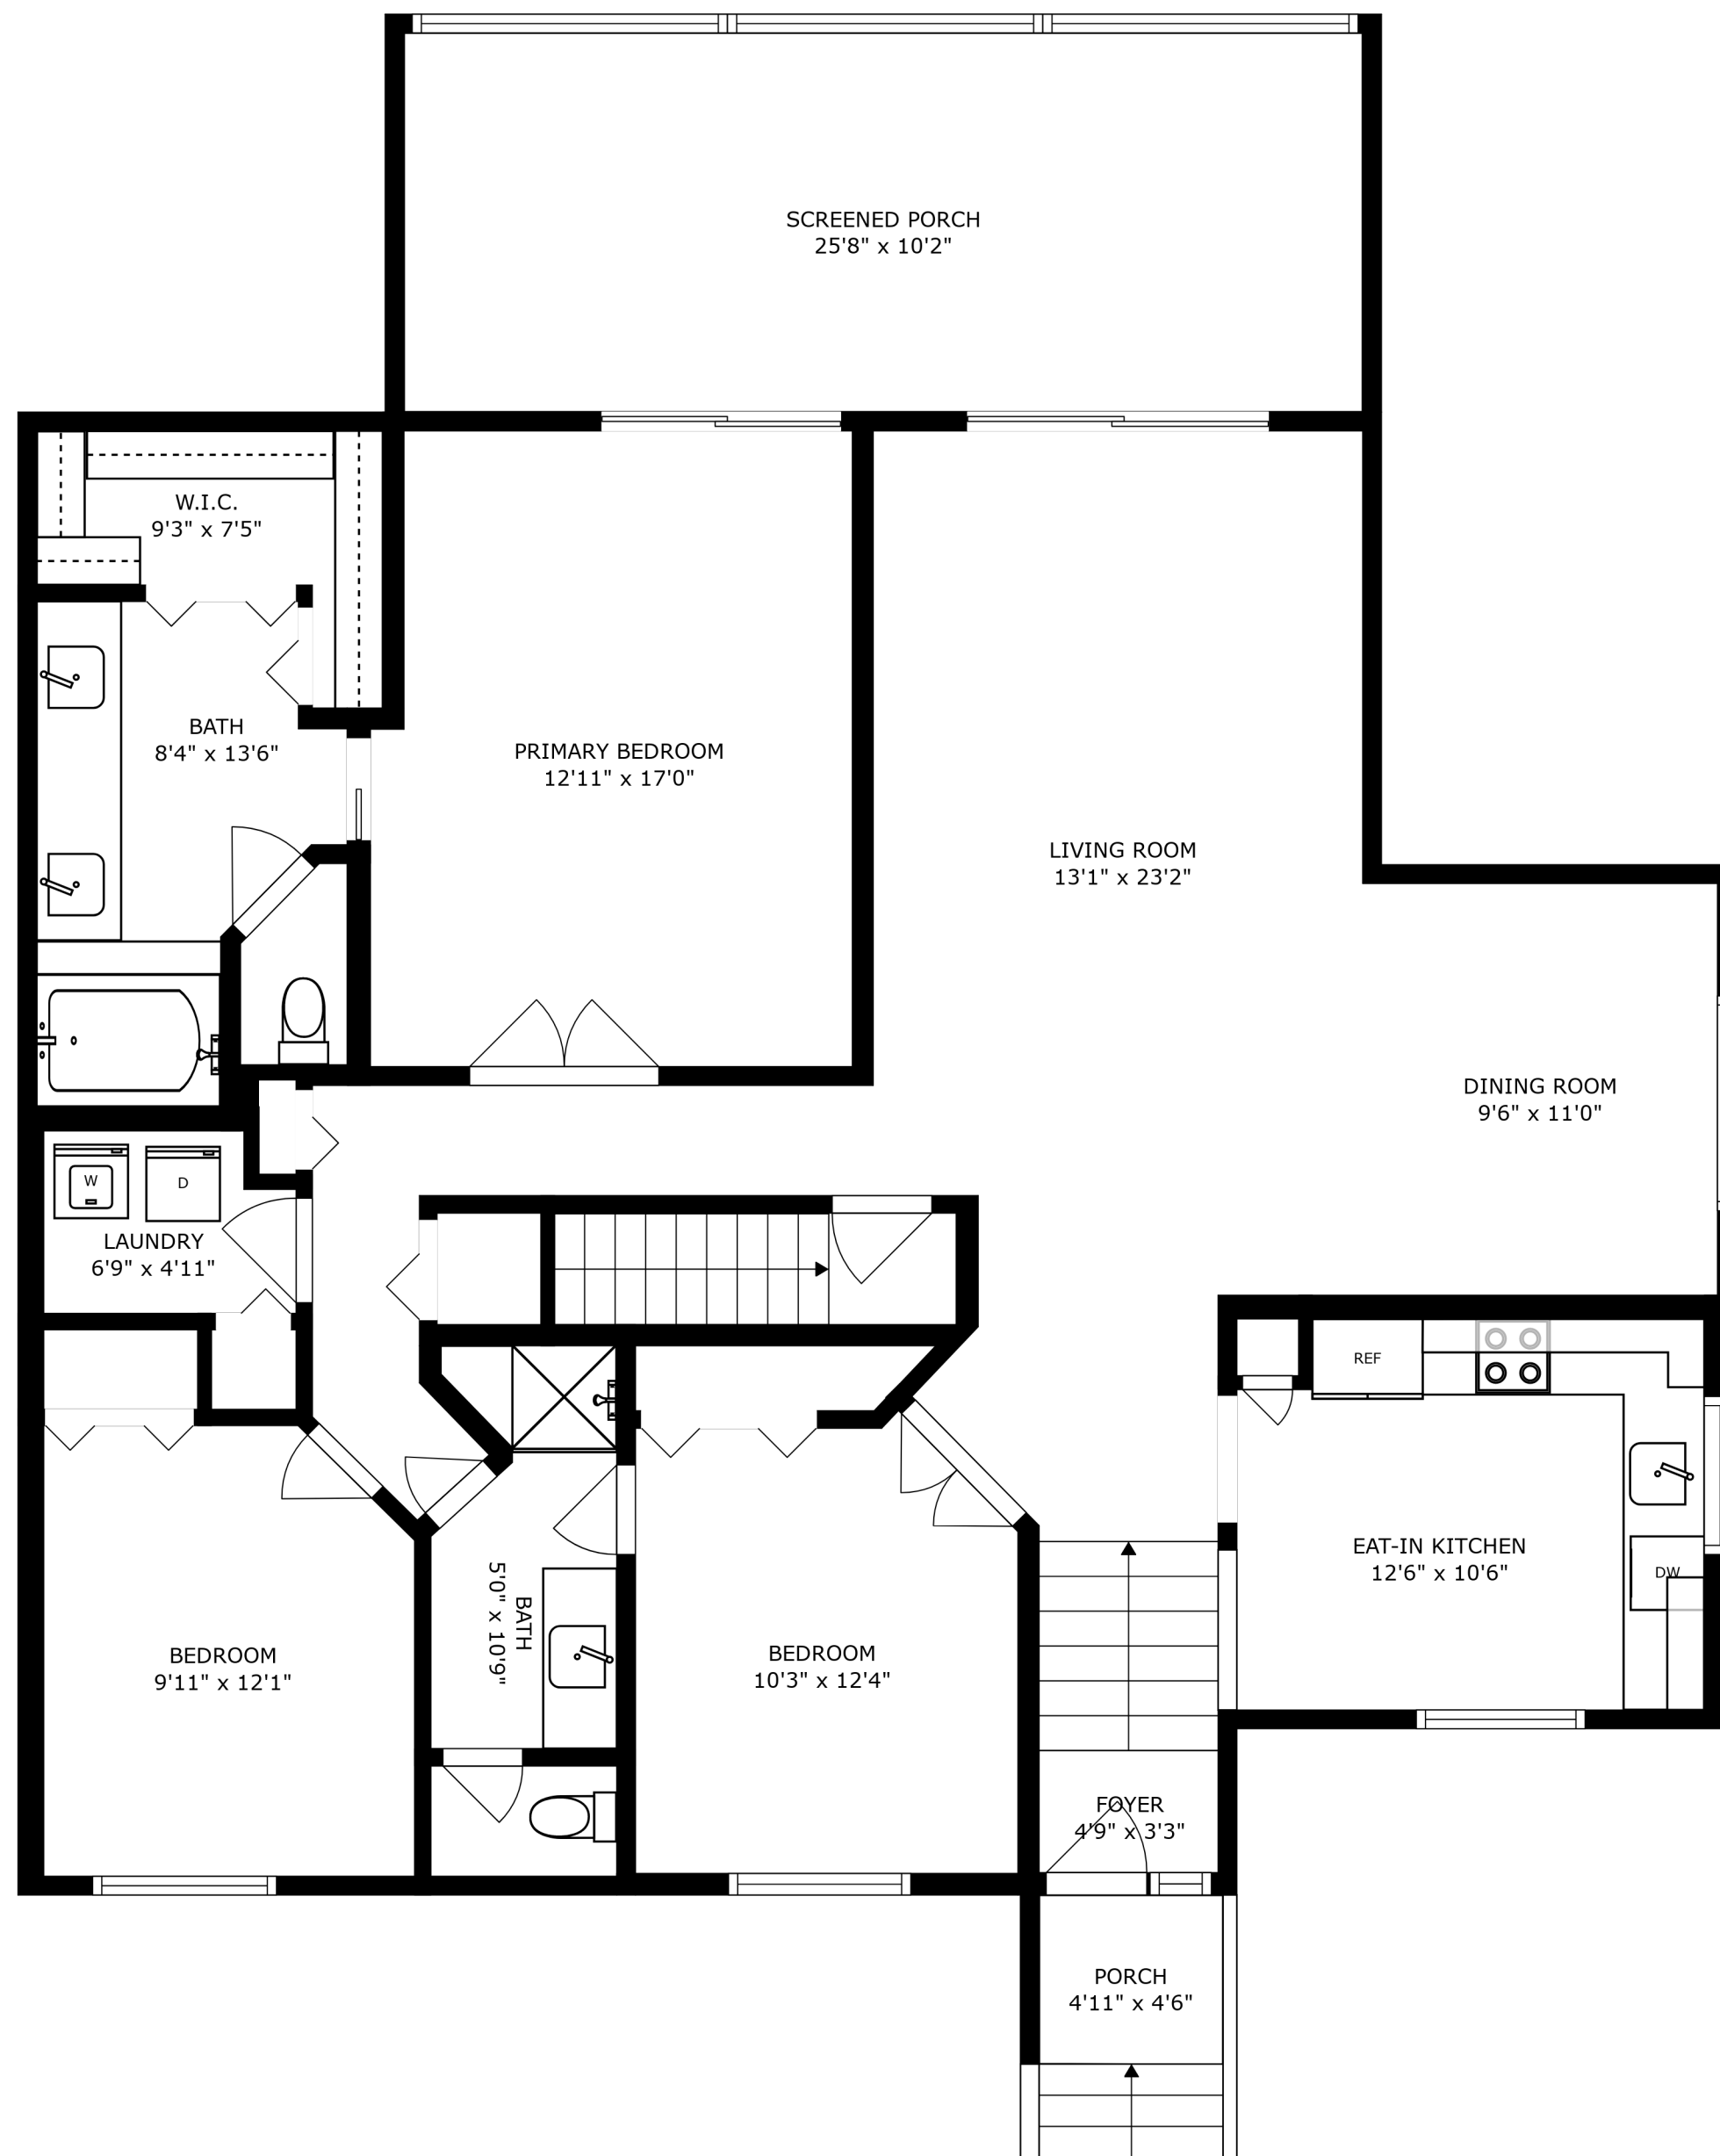 SCREENED PORCH
25'8" x 10'2"
W.I.C.
9'3" x 7'5"
BATH
8'4" x 13'6"
PRIMARY BEDROOM
12'11" x 17'0"
LIVING ROOM
13'1" x 23'2"
DINING ROOM
9'6" x 11'0"
W
D
LAUNDRY
6'9" x 4'11"
REF
EAT-IN KITCHEN
12'6" x 10'6"
DW
BATH
5'0" x 10'9"
BEDROOM
9'11" x 12'1"
BEDROOM
10'3" x 12'4"
FOYER
4'9" x 3'3"
PORCH
4'11" x 4'6"